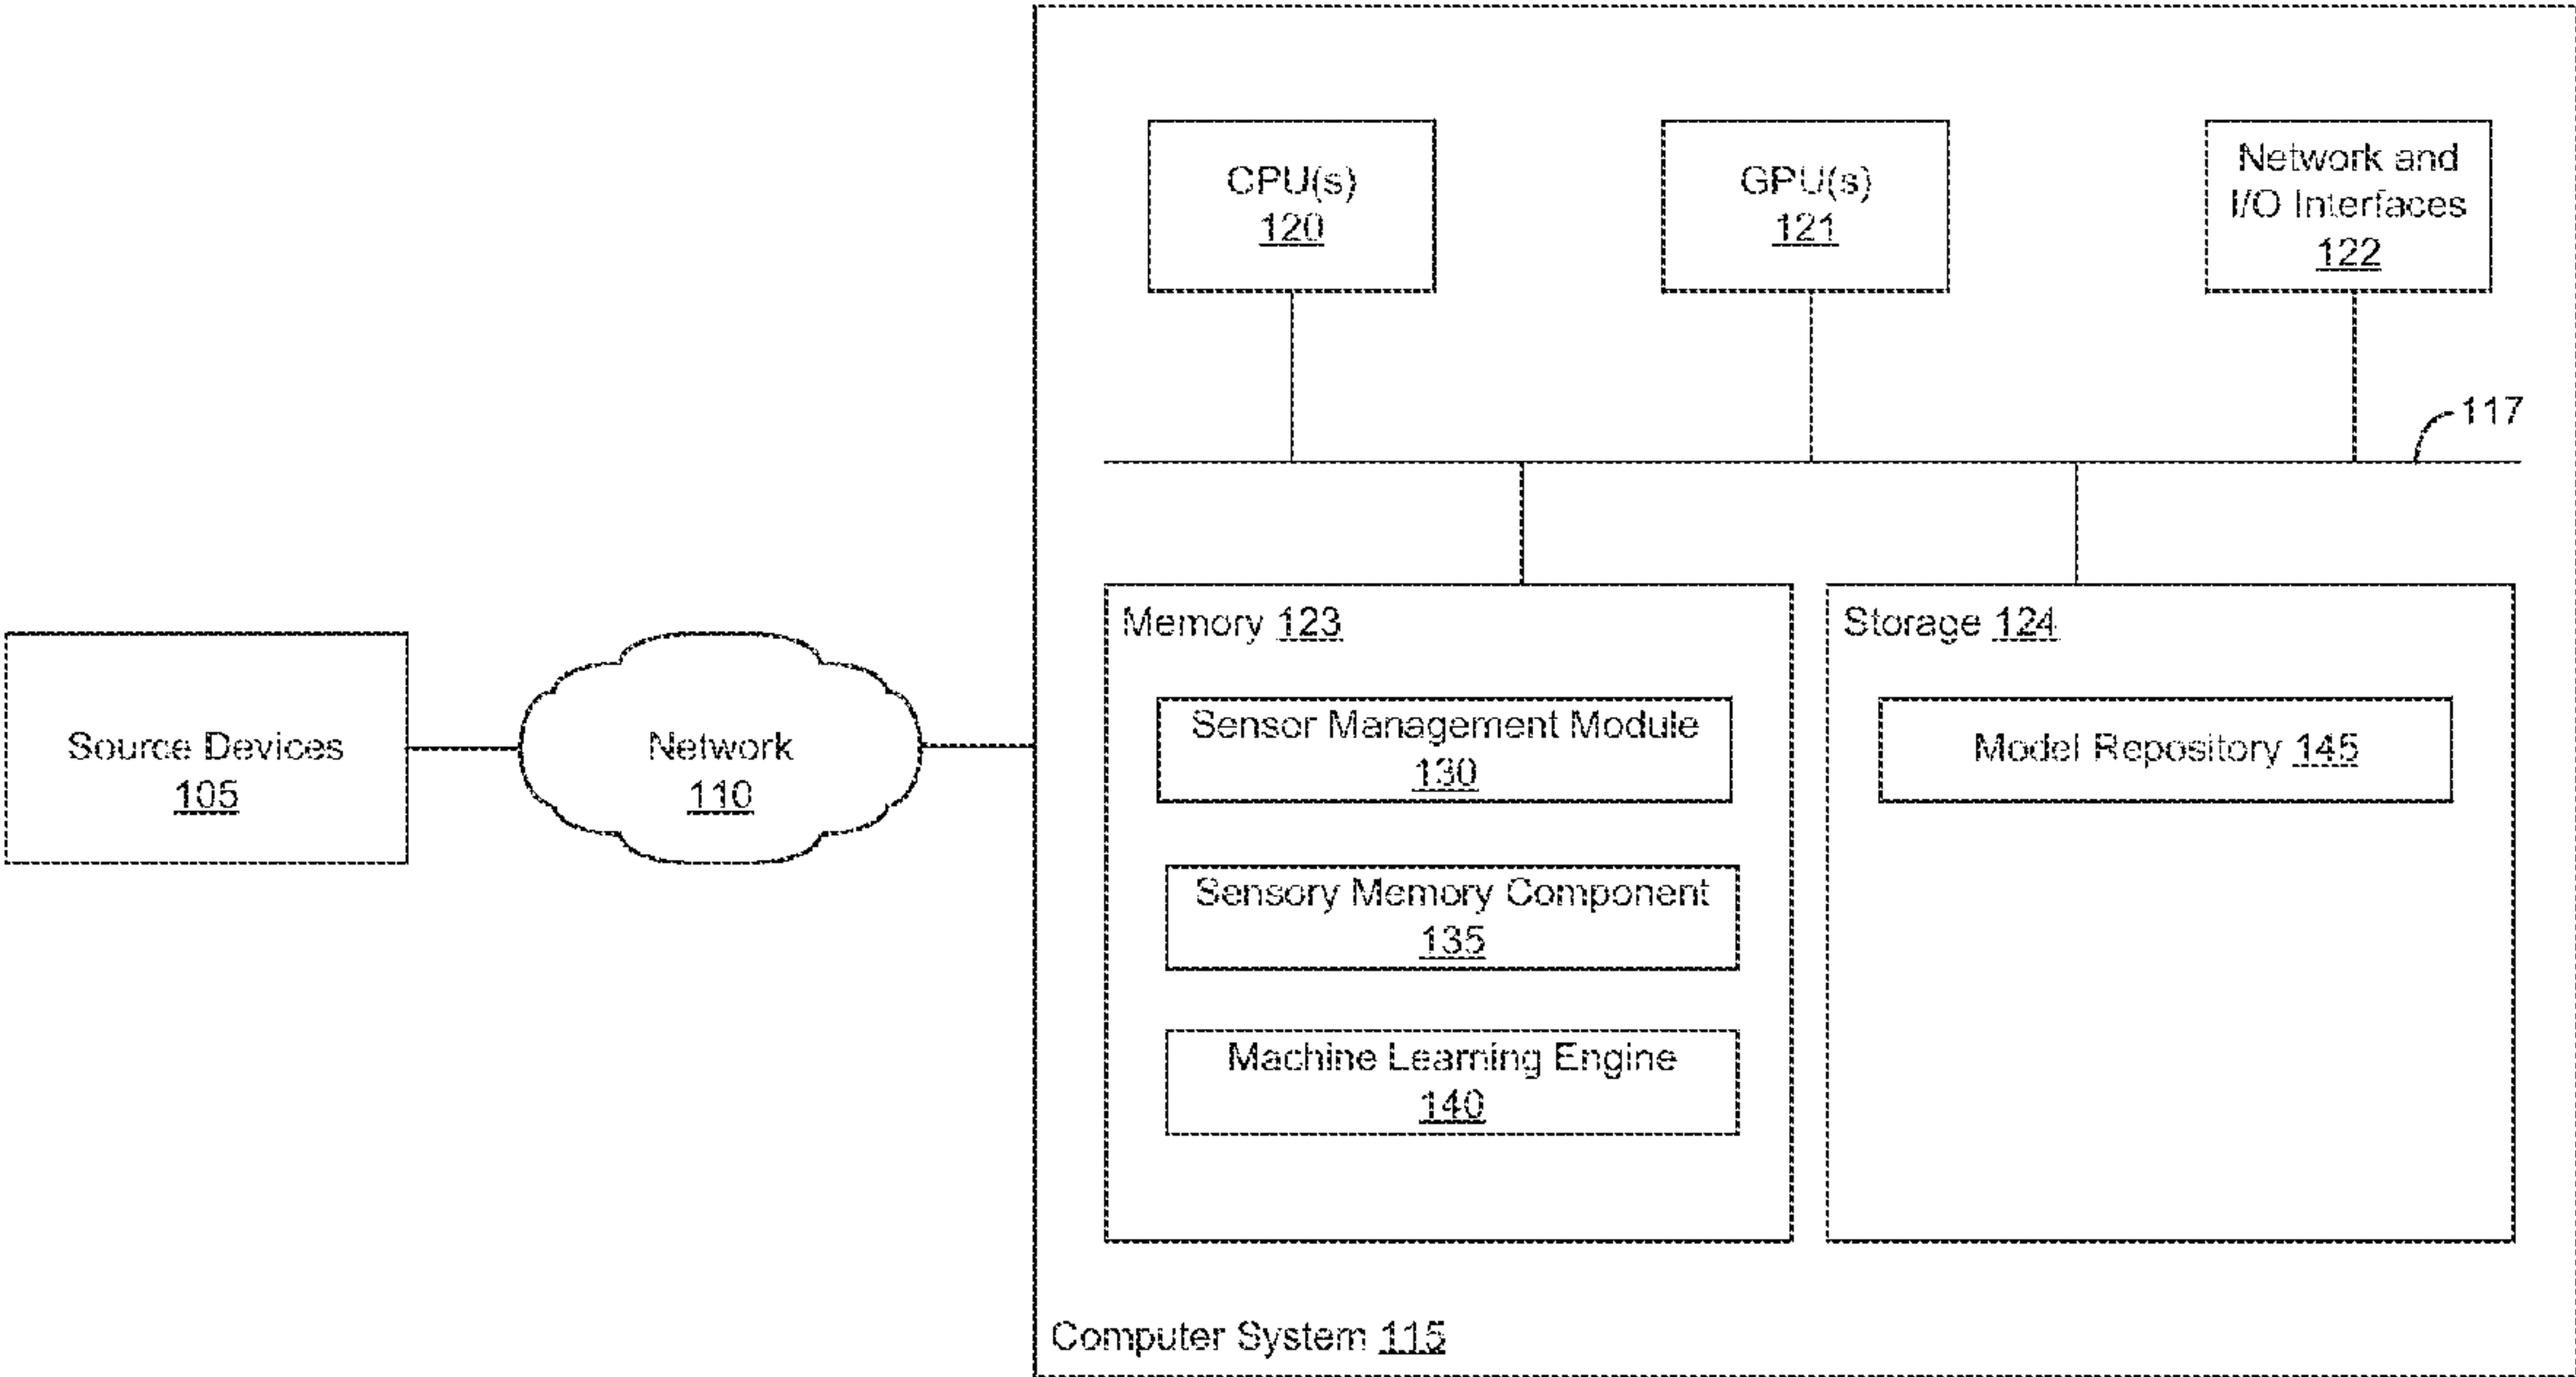 CPU(s)
120
GPU(s)
121
Network and
I/O Interfaces
122
117
Memory 123
Sensor Management Module
130
Sensory Memory Component
135
Machine Learning Engine
140
Storage 124
Model Repository 145
Source Devices
105
Network
110
Computer System 115